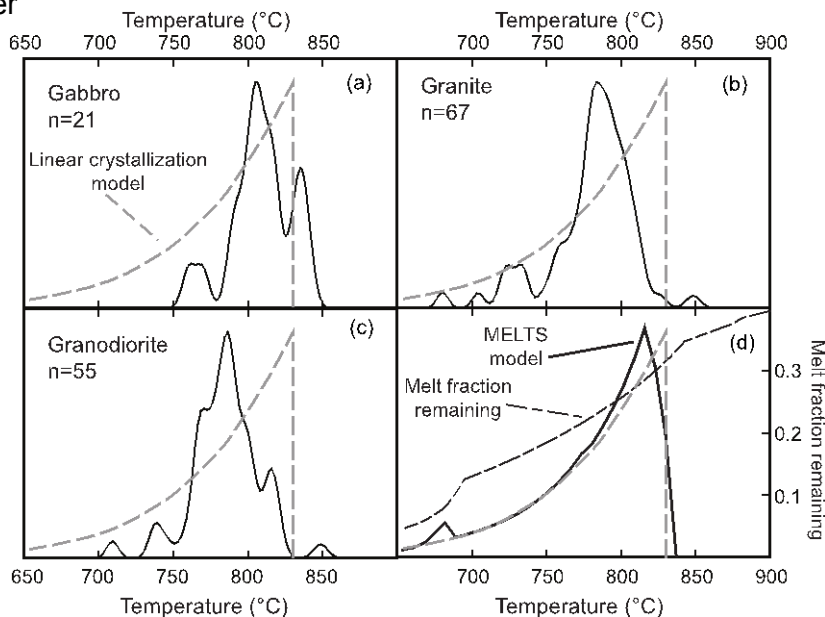 er
Temperature (°C)
Temperature (°C)
650 700 750 800 850
700 750 800 850 900
Gabbro
n=21
(a)
Linear crystallization
model
Granite
n=67
(b)
Granodiorite
n=55
(c)
MELTS
model
(d)
Melt fraction
remaining
0.3
0.2
0.1
Melt fraction remaining
650 700 750 800 850
700 750 800 850 900
Temperature (°C)
Temperature (°C)